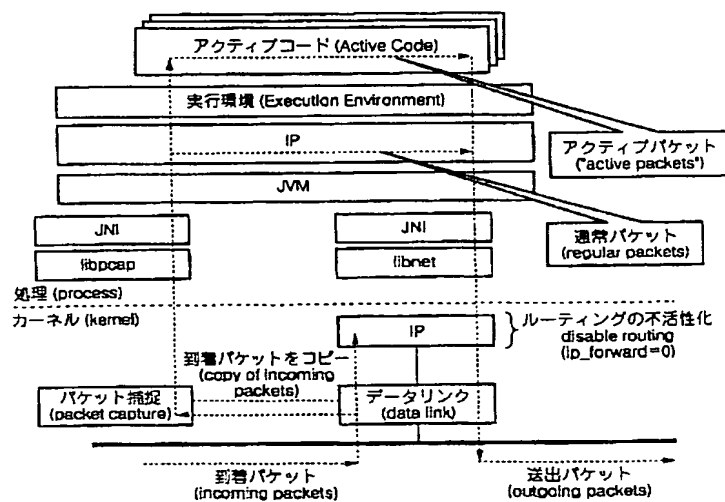 アクティブコード (Active Code)
実行環境 (Execution Environment)
IP
アクティブパケット
("active packets")
JVM
JNI
JNI
通常パケット
(regular packets)
libpcap
libnet
処理 (process)
カーネル (kernel)
IP
ルーティングの不活性化
disable routing
(ip_forward=0)
到着パケットをコピー
(copy of incoming
packets)
パケット捕捉
(packet capture)
データリンク
(data link)
到着パケット
(incoming packets)
送出パケット
(outgoing packets)